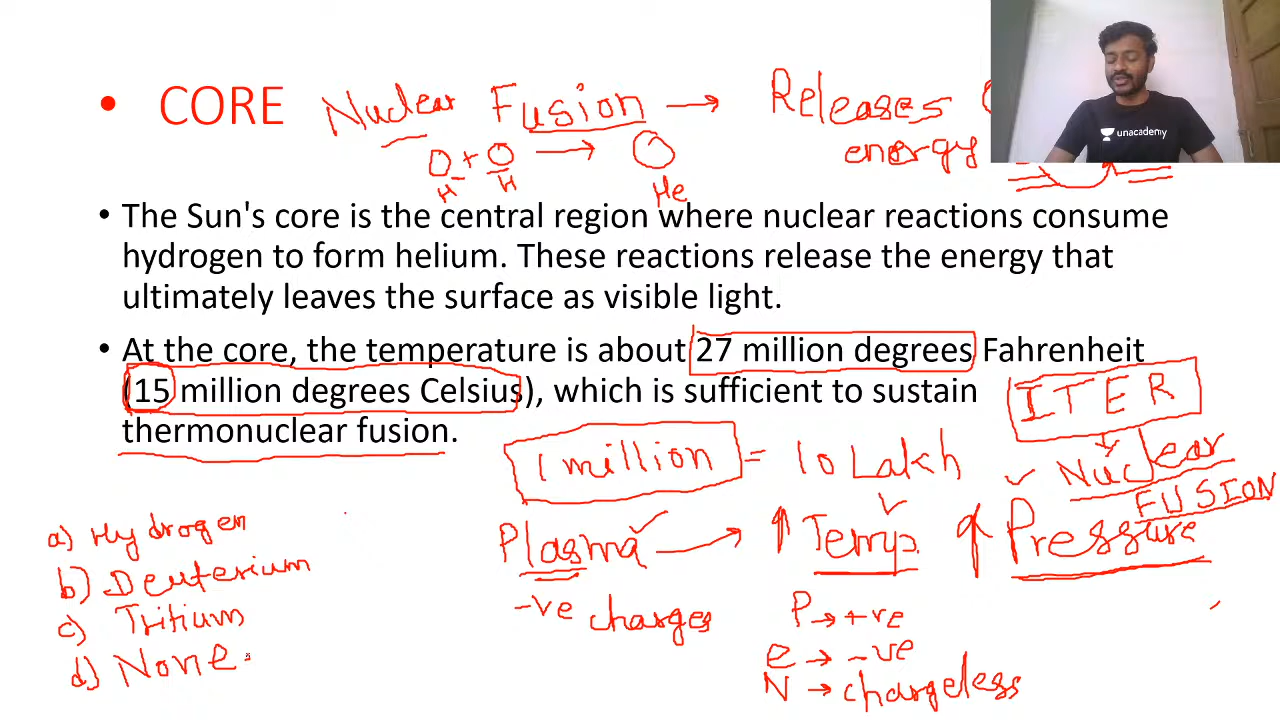 • CORE Nuclear Fusion → Releases
energy
O + O → O
H H He
unacademy
• The Sun's core is the central region where nuclear reactions consume
hydrogen to form helium. These reactions release the energy that
ultimately leaves the surface as visible light.
• At the core, the temperature is about 27 million degrees Fahrenheit
(15 million degrees Celsius), which is sufficient to sustain
thermonuclear fusion.
ITER
1 million = 10 Lakh
Nuclear
FUSION
a) Hydrogen
b) Deuterium
c) Tritium
d) None
Plasma → ↑ Temp. ↑ Pressure
-ve charges
P → +ve
e → -ve
N → chargeless